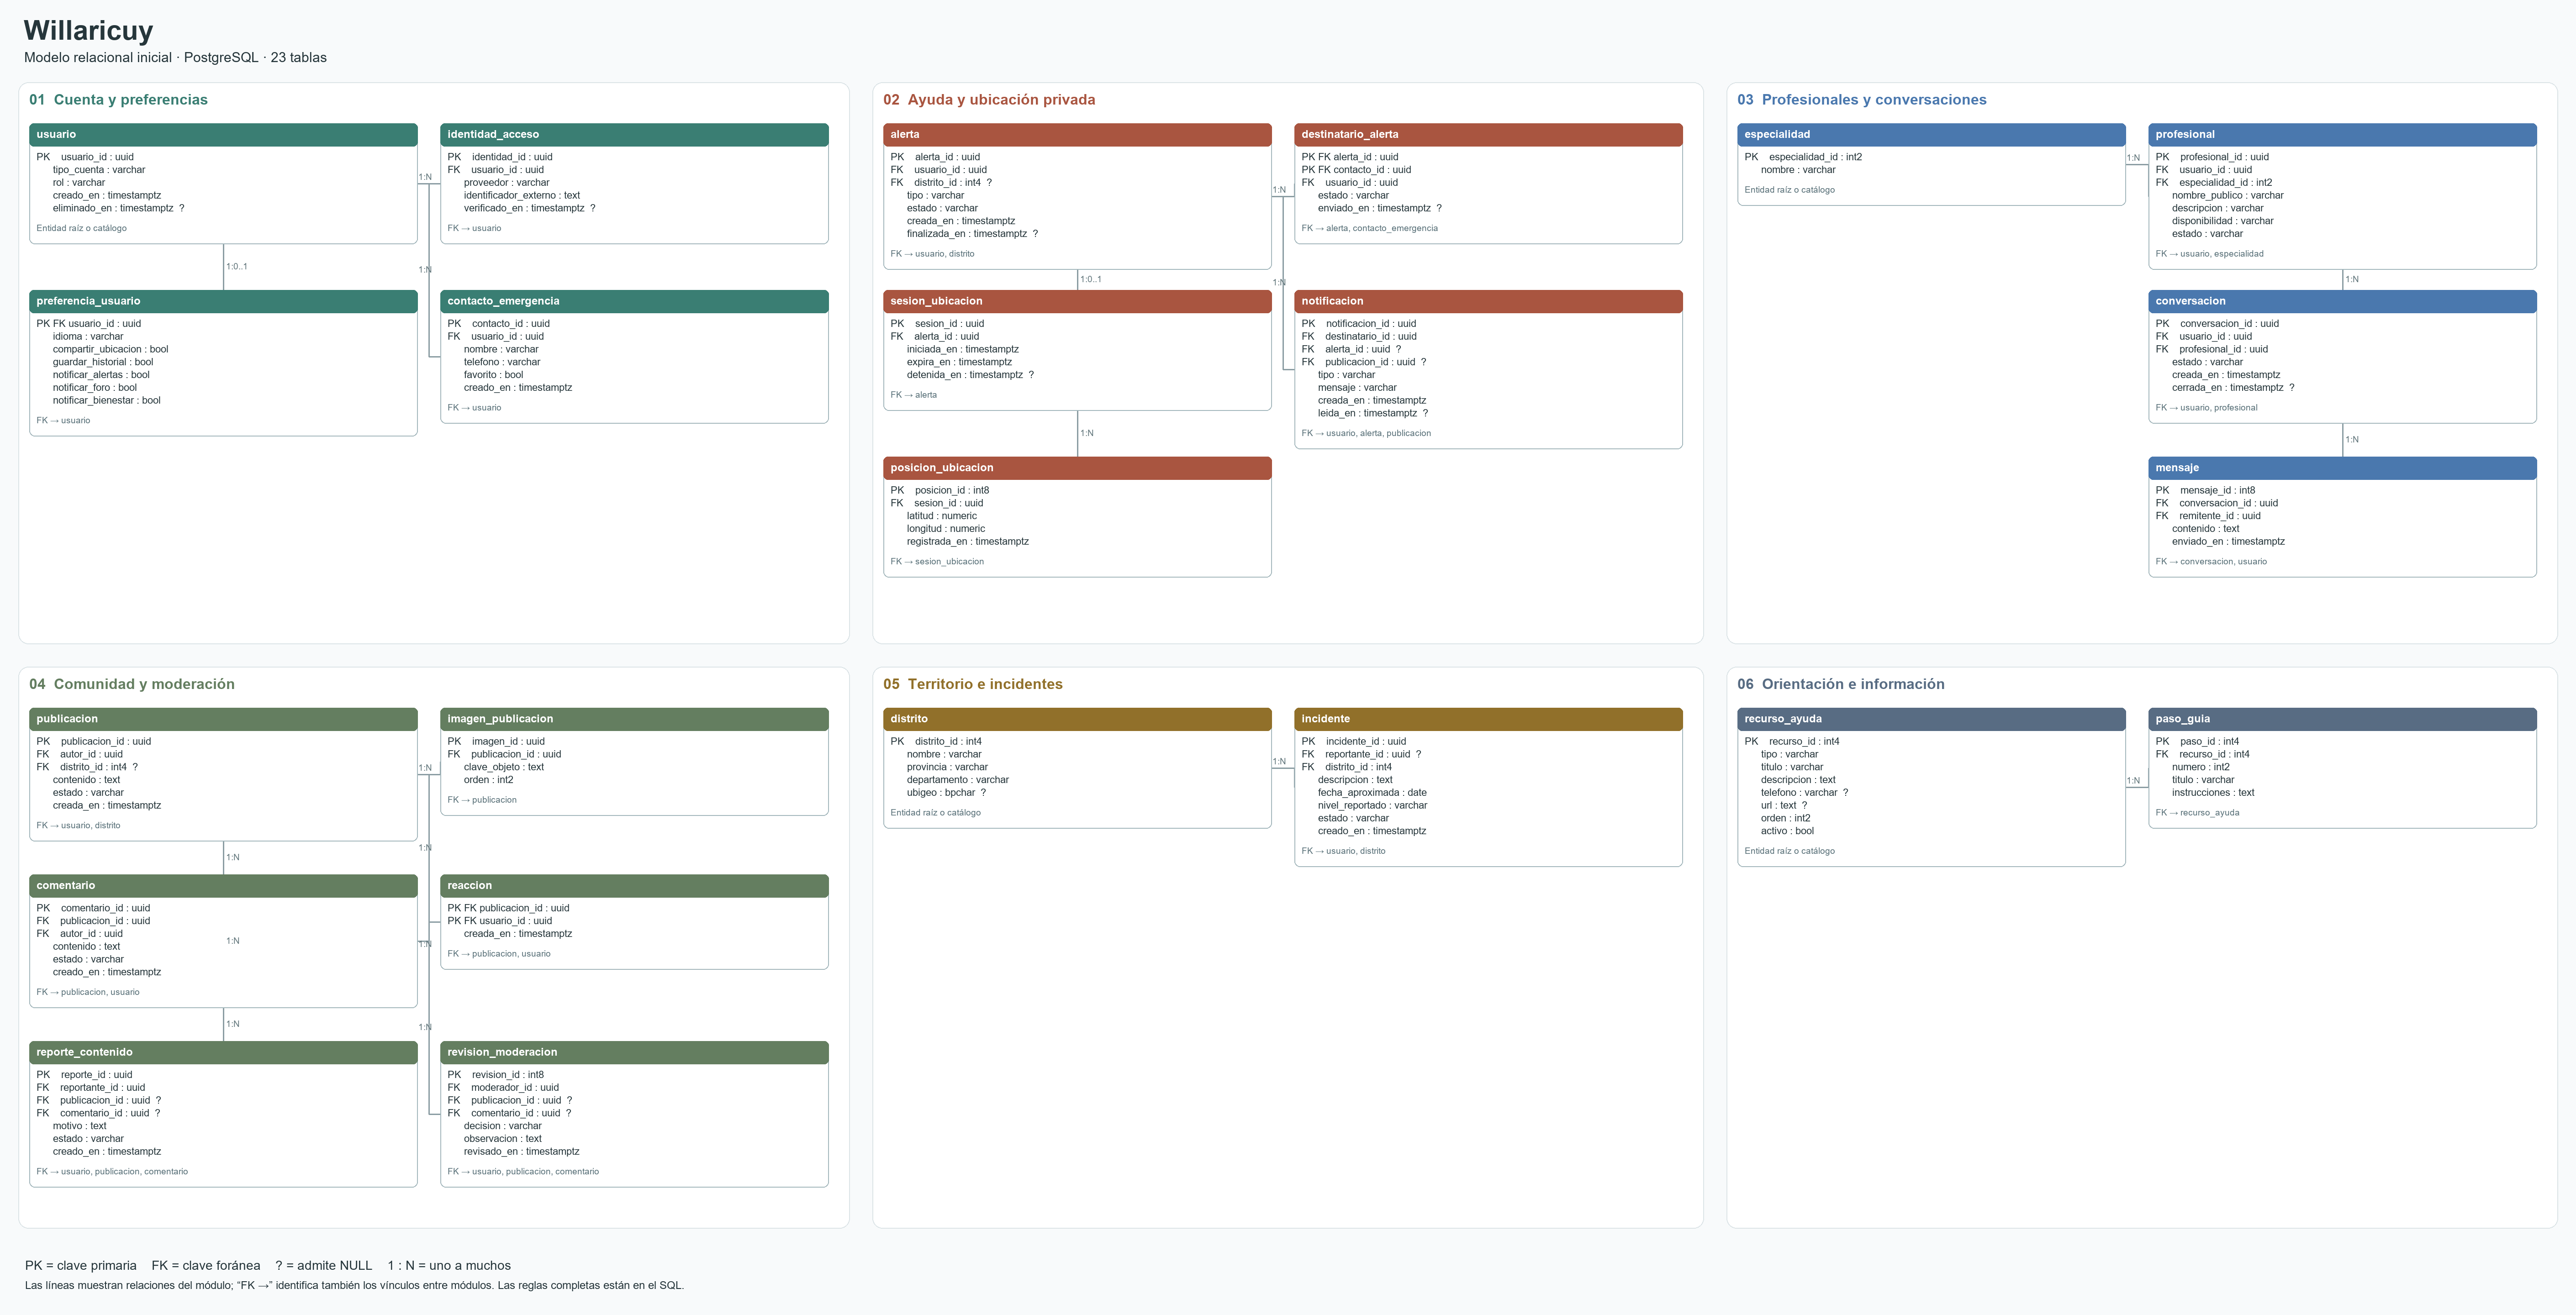 Willaricuy
Modelo relacional inicial · PostgreSQL · 23 tablas
01 Cuenta y preferencias
usuario
PK usuario_id : uuid
tipo_cuenta : varchar
rol : varchar
creado_en : timestamptz
eliminado_en : timestamptz ?
Entidad raíz o catálogo
1:N
identidad_acceso
PK identidad_id : uuid
FK usuario_id : uuid
proveedor : varchar
identificador_externo : text
verificado_en : timestamptz ?
FK → usuario
1:0..1
1:N
preferencia_usuario
PK FK usuario_id : uuid
idioma : varchar
compartir_ubicacion : bool
guardar_historial : bool
notificar_alertas : bool
notificar_foro : bool
notificar_bienestar : bool
FK → usuario
contacto_emergencia
PK contacto_id : uuid
FK usuario_id : uuid
nombre : varchar
telefono : varchar
favorito : bool
creado_en : timestamptz
FK → usuario
02 Ayuda y ubicación privada
alerta
PK alerta_id : uuid
FK usuario_id : uuid
FK distrito_id : int4 ?
tipo : varchar
estado : varchar
creada_en : timestamptz
finalizada_en : timestamptz ?
FK → usuario, distrito
1:N
destinatario_alerta
PK FK alerta_id : uuid
PK FK contacto_id : uuid
FK usuario_id : uuid
estado : varchar
enviado_en : timestamptz ?
FK → alerta, contacto_emergencia
1:0..1
1:N
sesion_ubicacion
PK sesion_id : uuid
FK alerta_id : uuid
iniciada_en : timestamptz
expira_en : timestamptz
detenida_en : timestamptz ?
FK → alerta
notificacion
PK notificacion_id : uuid
FK destinatario_id : uuid
FK alerta_id : uuid ?
FK publicacion_id : uuid ?
tipo : varchar
mensaje : varchar
creada_en : timestamptz
leida_en : timestamptz ?
FK → usuario, alerta, publicacion
1:N
posicion_ubicacion
PK posicion_id : int8
FK sesion_id : uuid
latitud : numeric
longitud : numeric
registrada_en : timestamptz
FK → sesion_ubicacion
03 Profesionales y conversaciones
especialidad
PK especialidad_id : int2
nombre : varchar
Entidad raíz o catálogo
1:N
profesional
PK profesional_id : uuid
FK usuario_id : uuid
FK especialidad_id : int2
nombre_publico : varchar
descripcion : varchar
disponibilidad : varchar
estado : varchar
FK → usuario, especialidad
1:N
conversacion
PK conversacion_id : uuid
FK usuario_id : uuid
FK profesional_id : uuid
estado : varchar
creada_en : timestamptz
cerrada_en : timestamptz ?
FK → usuario, profesional
1:N
mensaje
PK mensaje_id : int8
FK conversacion_id : uuid
FK remitente_id : uuid
contenido : text
enviado_en : timestamptz
FK → conversacion, usuario
04 Comunidad y moderación
publicacion
PK publicacion_id : uuid
FK autor_id : uuid
FK distrito_id : int4 ?
contenido : text
estado : varchar
creada_en : timestamptz
FK → usuario, distrito
1:N
imagen_publicacion
PK imagen_id : uuid
FK publicacion_id : uuid
clave_objeto : text
orden : int2
FK → publicacion
1:N
1:N
comentario
PK comentario_id : uuid
FK publicacion_id : uuid
FK autor_id : uuid
contenido : text
estado : varchar
creado_en : timestamptz
FK → publicacion, usuario
1:N
1:N
reaccion
PK FK publicacion_id : uuid
PK FK usuario_id : uuid
creada_en : timestamptz
FK → publicacion, usuario
1:N
1:N
reporte_contenido
PK reporte_id : uuid
FK reportante_id : uuid
FK publicacion_id : uuid ?
FK comentario_id : uuid ?
motivo : text
estado : varchar
creado_en : timestamptz
FK → usuario, publicacion, comentario
revision_moderacion
PK revision_id : int8
FK moderador_id : uuid
FK publicacion_id : uuid ?
FK comentario_id : uuid ?
decision : varchar
observacion : text
revisado_en : timestamptz
FK → usuario, publicacion, comentario
05 Territorio e incidentes
distrito
PK distrito_id : int4
nombre : varchar
provincia : varchar
departamento : varchar
ubigeo : bpchar ?
Entidad raíz o catálogo
1:N
incidente
PK incidente_id : uuid
FK reportante_id : uuid ?
FK distrito_id : int4
descripcion : text
fecha_aproximada : date
nivel_reportado : varchar
estado : varchar
creado_en : timestamptz
FK → usuario, distrito
06 Orientación e información
recurso_ayuda
PK recurso_id : int4
tipo : varchar
titulo : varchar
descripcion : text
telefono : varchar ?
url : text ?
orden : int2
activo : bool
Entidad raíz o catálogo
1:N
paso_guia
PK paso_id : int4
FK recurso_id : int4
numero : int2
titulo : varchar
instrucciones : text
FK → recurso_ayuda
PK = clave primaria FK = clave foránea ? = admite NULL 1 : N = uno a muchos
Las líneas muestran relaciones del módulo; “FK →” identifica también los vínculos entre módulos. Las reglas completas están en el SQL.